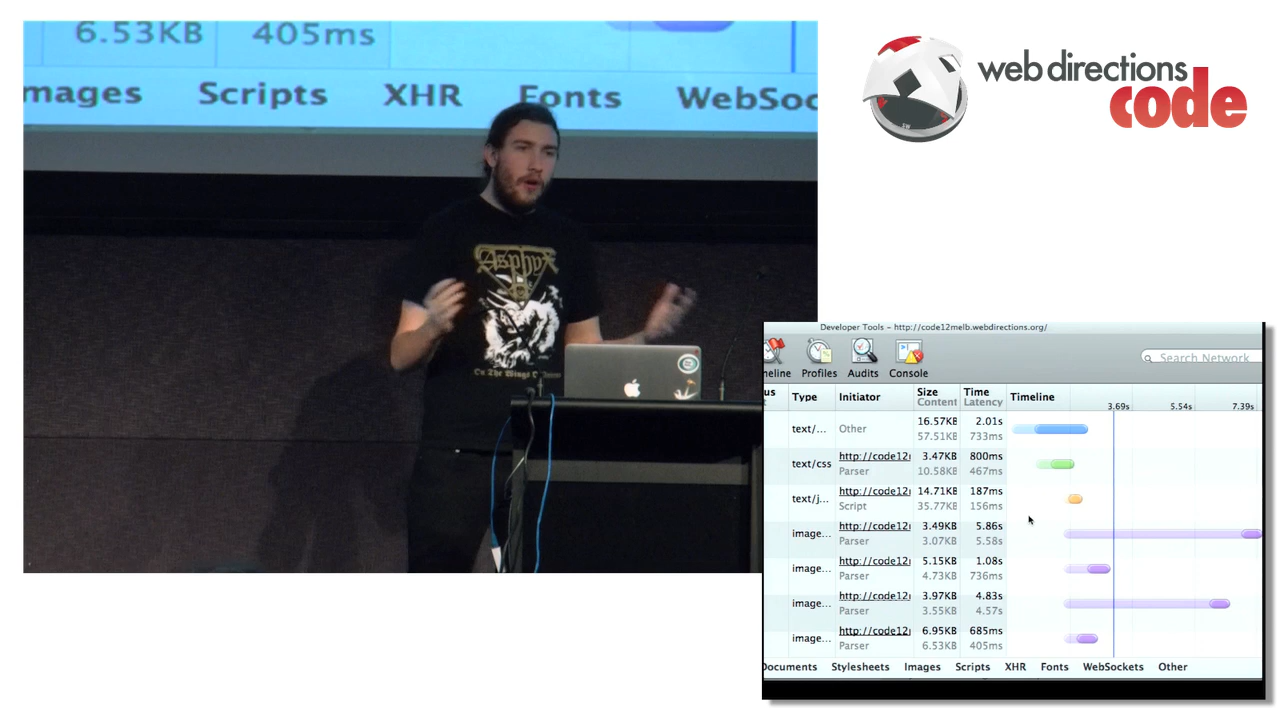 6.53KB 405ms
mages Scripts XHR Fonts WebSoc
Asphyx
On The Wings O
web directions
code
Developer Tools - http://code12melb.webdirections.org/
neline Profiles Audits Console
Search Network
us Type Initiator Size Time Timeline
Content Latency 3.69s 5.54s 7.39s
text/... Other 16.57KB 2.01s
57.51KB 733ms
text/css http://code12 3.47KB 800ms
Parser 10.58KB 467ms
text/j... http://code12 14.71KB 187ms
Script 35.77KB 156ms
image... http://code12 3.49KB 5.86s
Parser 3.07KB 5.58s
image... http://code12 5.15KB 1.08s
Parser 4.73KB 736ms
image... http://code12 3.97KB 4.83s
Parser 3.55KB 4.57s
image... http://code12 6.95KB 685ms
Parser 6.53KB 405ms
Documents Stylesheets Images Scripts XHR Fonts WebSockets Other